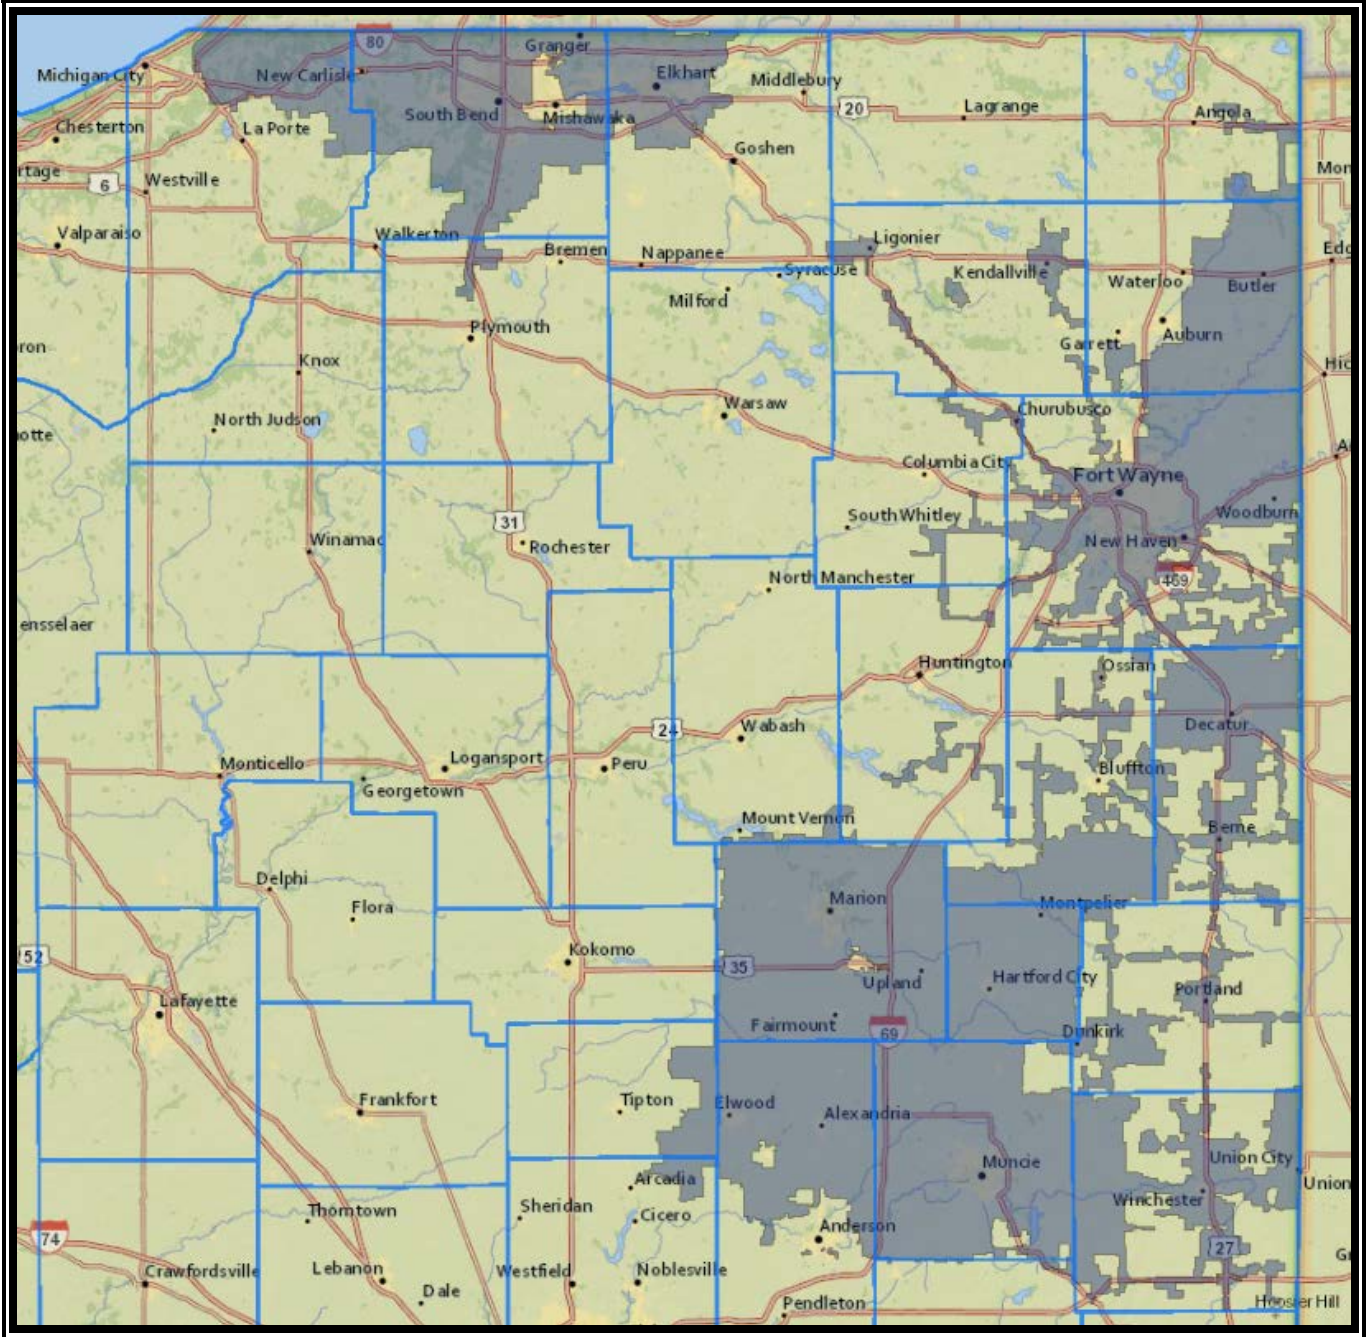 Granger
80
Michigan City
New Carlisle
Elkhart
Middlebury
20
Lagrange
Angola
South Bend
Mishawaka
Chesterton
La Porte
Goshen
rtage
6
Westville
Mon
Valparaiso
Walkerton
Bremen
Nappanee
Ligonier
Edg
Syracuse
Kendallville
Waterloo
Butler
Milford
Plymouth
Garrett
Auburn
ron
Knox
Hic
Warsaw
Churubusco
North Judson
otte
A
Columbia City
Fort Wayne
31
South Whitley
Woodburn
Winamac
Rochester
New Haven
North Manchester
469
ensselaer
Huntington
Ossian
24
Wabash
Decatur
Monticello
Logansport
Peru
Bluffton
Georgetown
Mount Vernon
Berne
Delphi
Marion
Montpelier
Flora
52
Kokomo
35
Upland
Hartford City
Lafayette
Portland
Fairmount
69
Dunkirk
Frankfort
Tipton
Elwood
Alexandria
Muncie
Union City
Union
Arcadia
Winchester
Thorntown
Sheridan
Cicero
Anderson
74
27
G
Crawfordsville
Lebanon
Westfield
Noblesville
Dale
Pendleton
Hoosier Hill